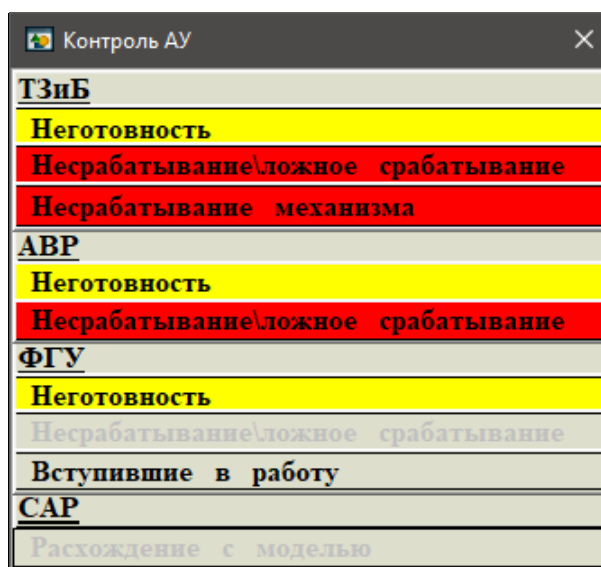 Контроль АУ
ТЗиБ
Неготовность
Несрабатывание\ложное срабатывание
Несрабатывание механизма
АВР
Неготовность
Несрабатывание\ложное срабатывание
ФГУ
Неготовность
Несрабатывание\ложное срабатывание
Вступившие в работу
САР
Расхождение с моделью